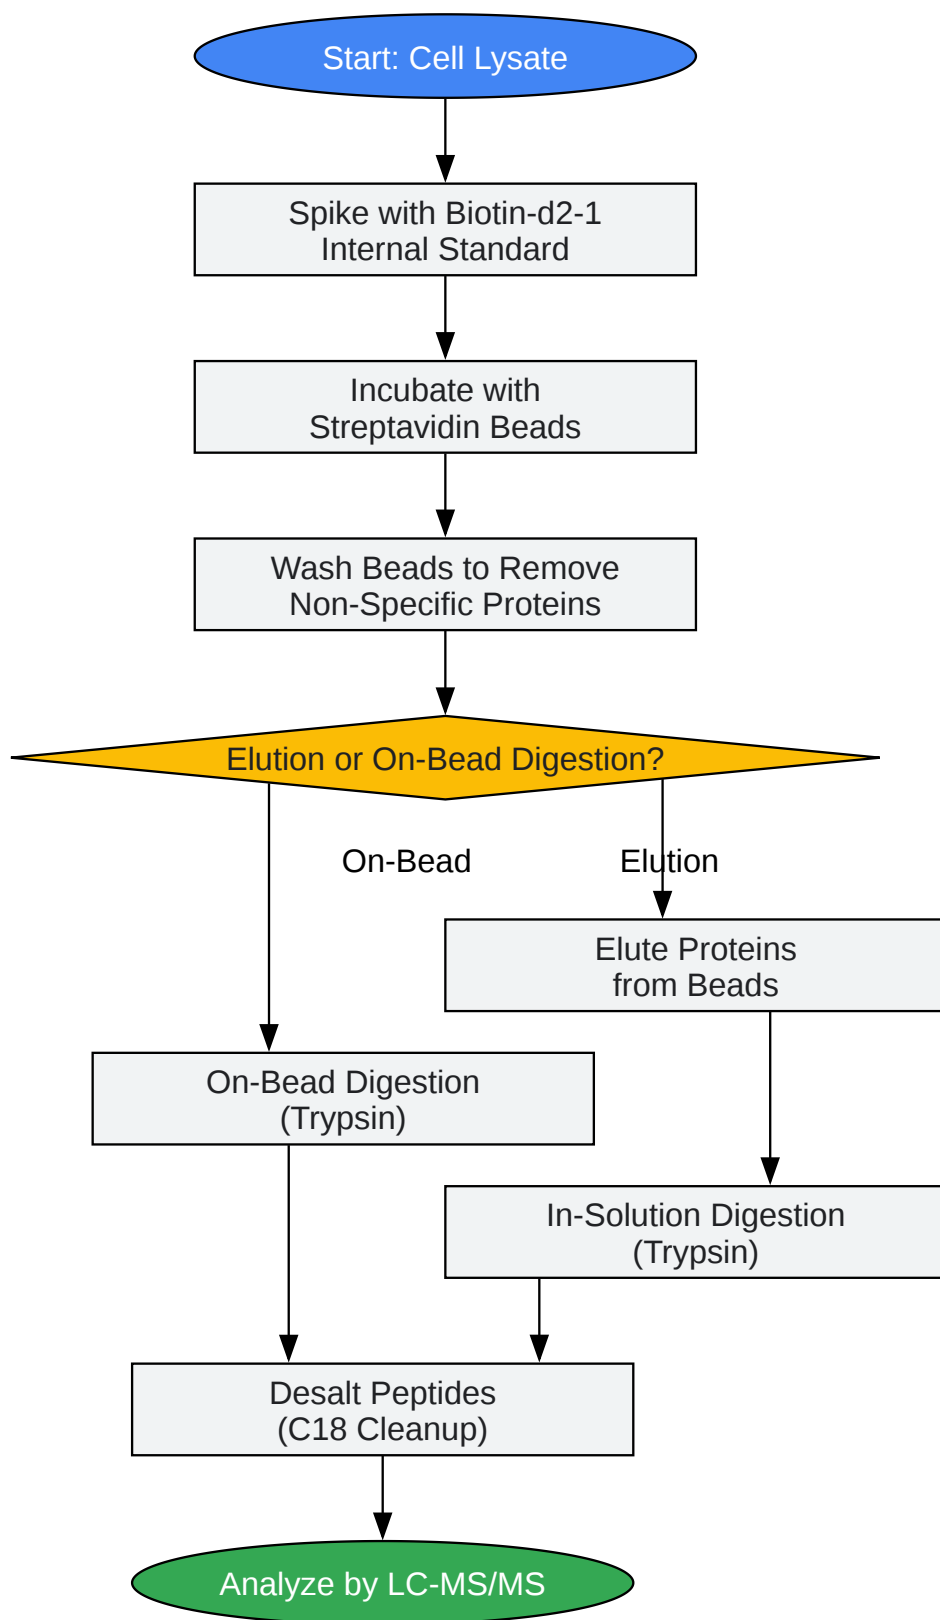 Start: Cell Lysate
Spike with Biotin-d2-1
Internal Standard
Incubate with
Streptavidin Beads
Wash Beads to Remove
Non-Specific Proteins
Elution or On-Bead Digestion?
On-Bead
Elution
Elute Proteins
from Beads
On-Bead Digestion
(Trypsin)
In-Solution Digestion
(Trypsin)
Desalt Peptides
(C18 Cleanup)
Analyze by LC-MS/MS